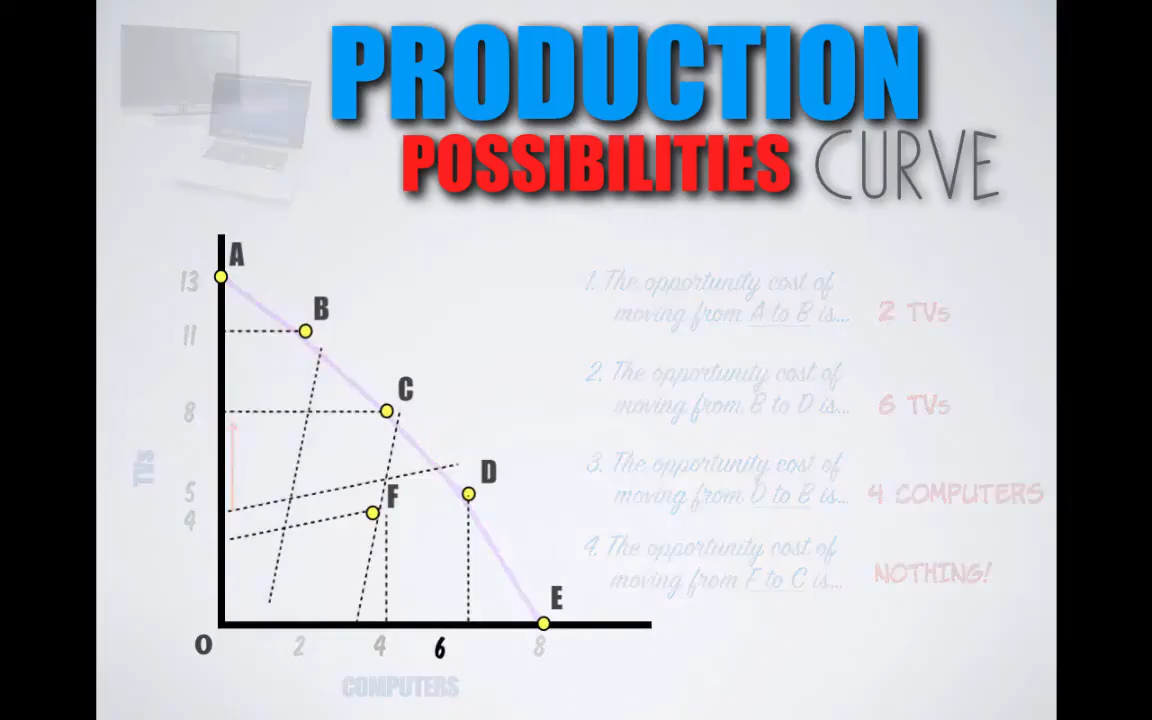 PRODUCTION
POSSIBILITIES CURVE
A
13
B
11
C
8
D
5
F
4
TVs
E
0 2 4 6 8
COMPUTERS
1. The opportunity cost of
moving from A to B is... 2 TVs
2. The opportunity cost of
moving from B to D is... 6 TVs
3. The opportunity cost of
moving from D to B is... 4 COMPUTERS
4. The opportunity cost of
moving from F to C is... NOTHING!